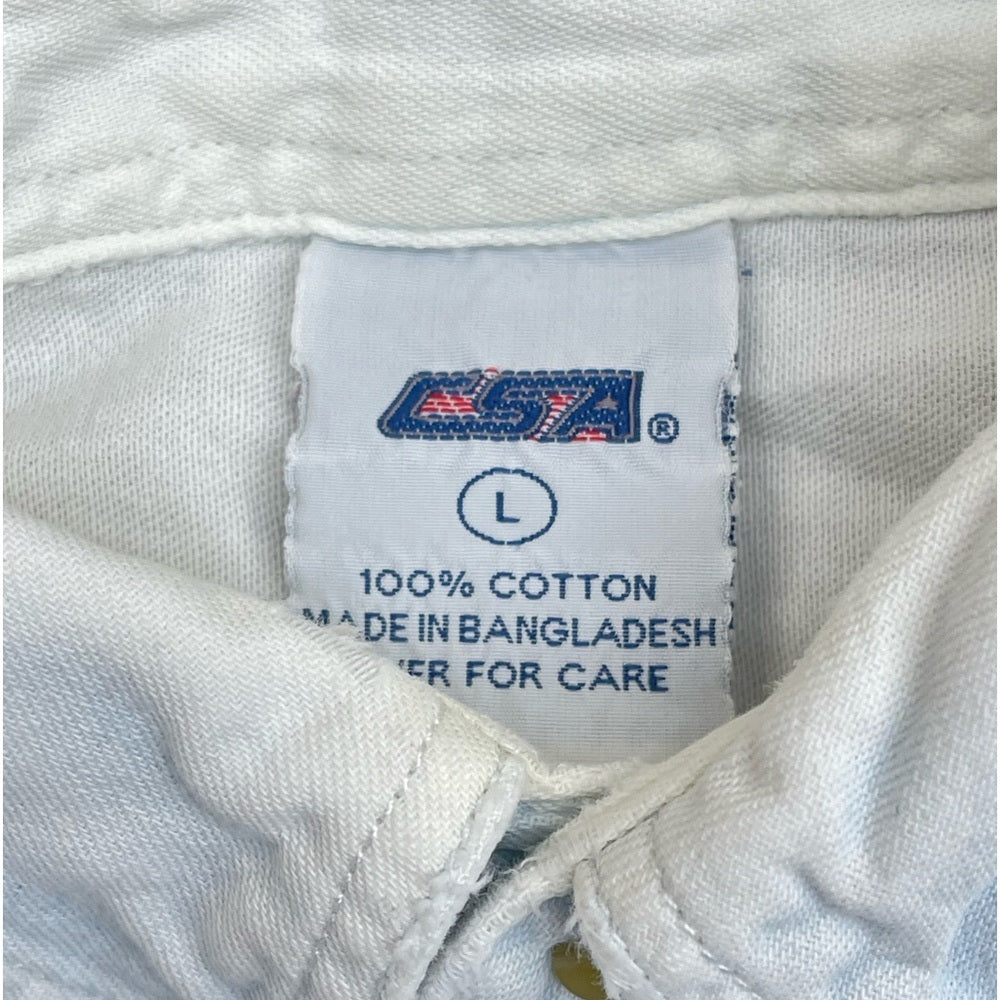 CSA ®
L
100% COTTON
MADE IN BANGLADESH
FOR CARE